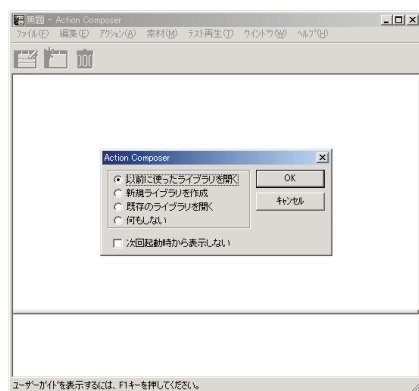 無題 - Action Composer
ファイル(F) 編集(E) アクション(A) 素材(M) テスト再生(T) ウインドウ(W) ヘルプ(H)
Action Composer
以前に使ったライブラリを開く
OK
新規ライブラリを作成
キャンセル
既存のライブラリを開く
何もしない
次回起動時から表示しない
ユーザーガイドを表示するには、F1キーを押してください。